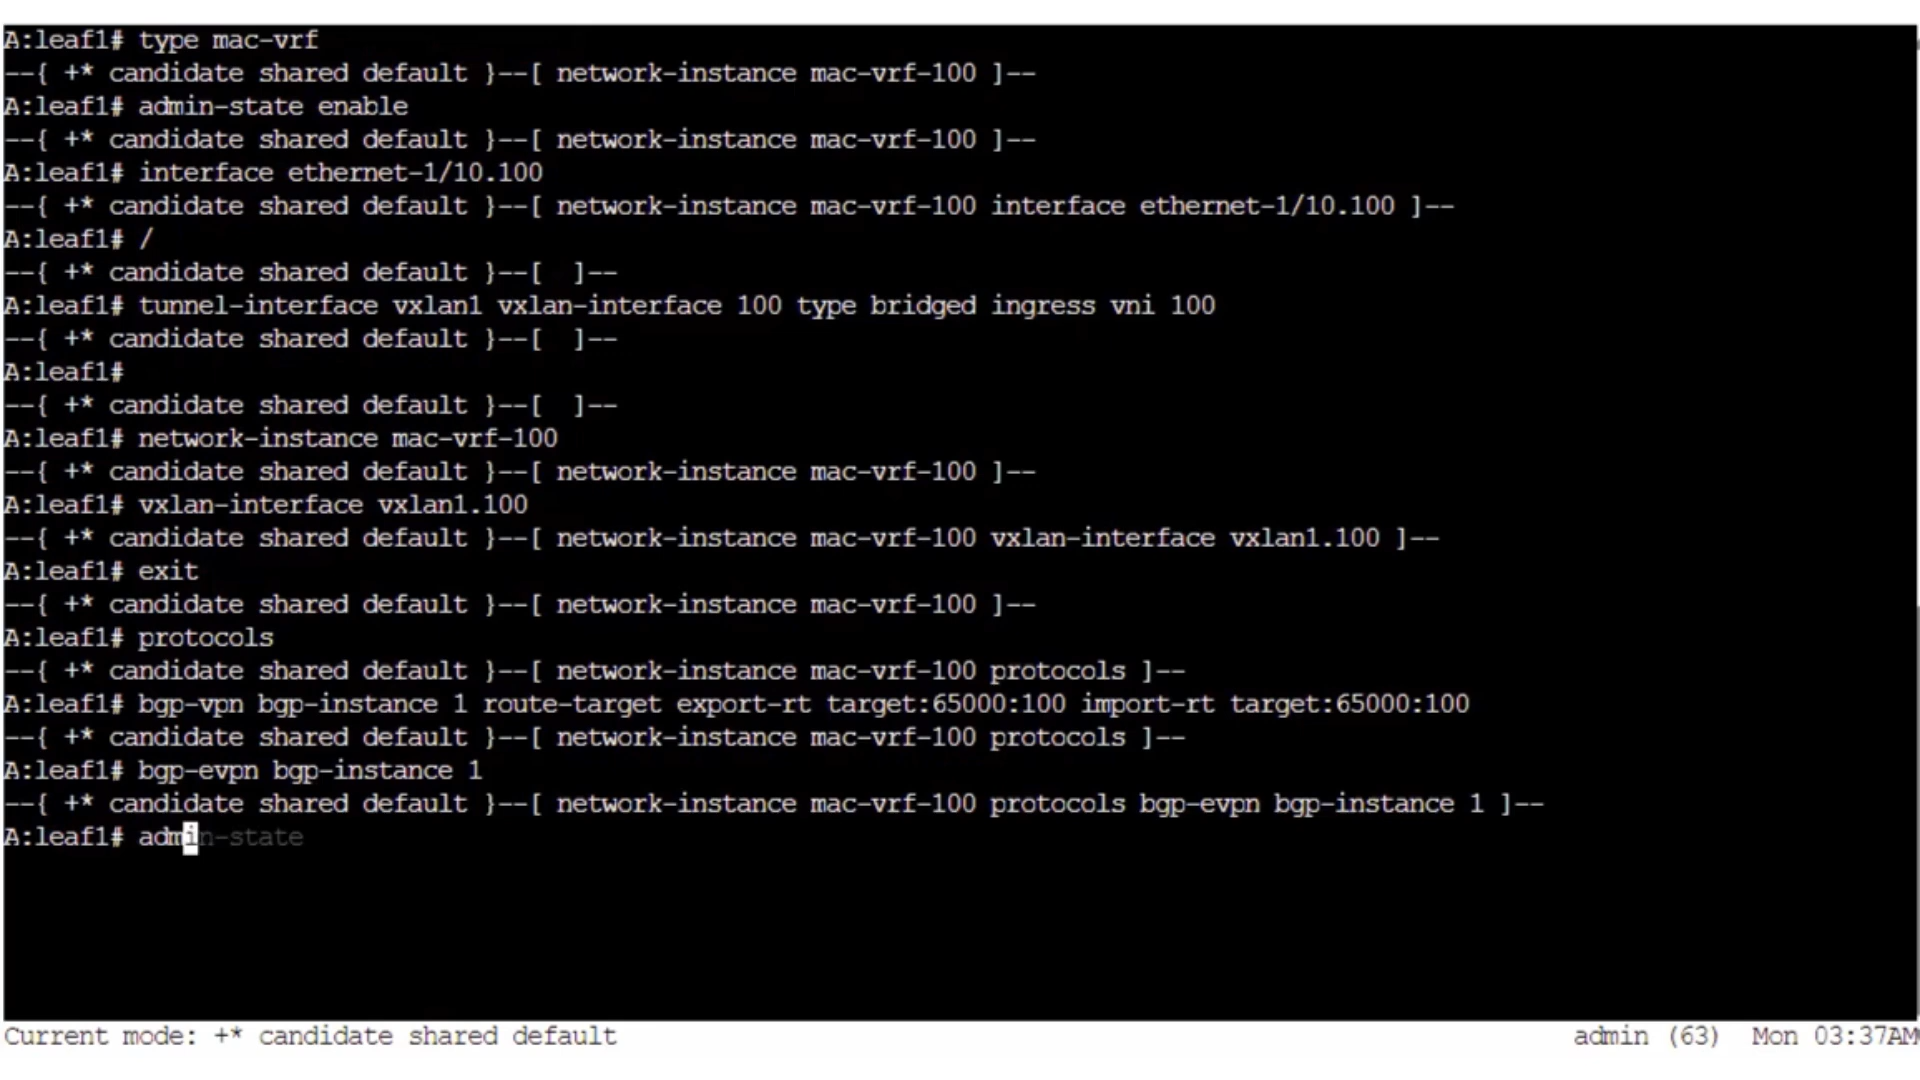 A:leaf1# type mac-vrf
--{ +* candidate shared default }--[ network-instance mac-vrf-100 ]--
A:leaf1# admin-state enable
--{ +* candidate shared default }--[ network-instance mac-vrf-100 ]--
A:leaf1# interface ethernet-1/10.100
--{ +* candidate shared default }--[ network-instance mac-vrf-100 interface ethernet-1/10.100 ]--
A:leaf1# /
--{ +* candidate shared default }--[  ]--
A:leaf1# tunnel-interface vxlan1 vxlan-interface 100 type bridged ingress vni 100
--{ +* candidate shared default }--[  ]--
A:leaf1#
--{ +* candidate shared default }--[  ]--
A:leaf1# network-instance mac-vrf-100
--{ +* candidate shared default }--[ network-instance mac-vrf-100 ]--
A:leaf1# vxlan-interface vxlan1.100
--{ +* candidate shared default }--[ network-instance mac-vrf-100 vxlan-interface vxlan1.100 ]--
A:leaf1# exit
--{ +* candidate shared default }--[ network-instance mac-vrf-100 ]--
A:leaf1# protocols
--{ +* candidate shared default }--[ network-instance mac-vrf-100 protocols ]--
A:leaf1# bgp-vpn bgp-instance 1 route-target export-rt target:65000:100 import-rt target:65000:100
--{ +* candidate shared default }--[ network-instance mac-vrf-100 protocols ]--
A:leaf1# bgp-evpn bgp-instance 1
--{ +* candidate shared default }--[ network-instance mac-vrf-100 protocols bgp-evpn bgp-instance 1 ]--
A:leaf1# admin-state
Current mode: +* candidate shared default admin (63) Mon 03:37AM